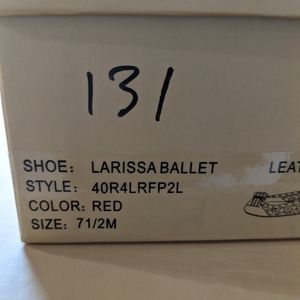 131
SHOE: LARISSA BALLET LEAT
STYLE: 40R4LRFP2L
COLOR: RED
SIZE: 71/2M